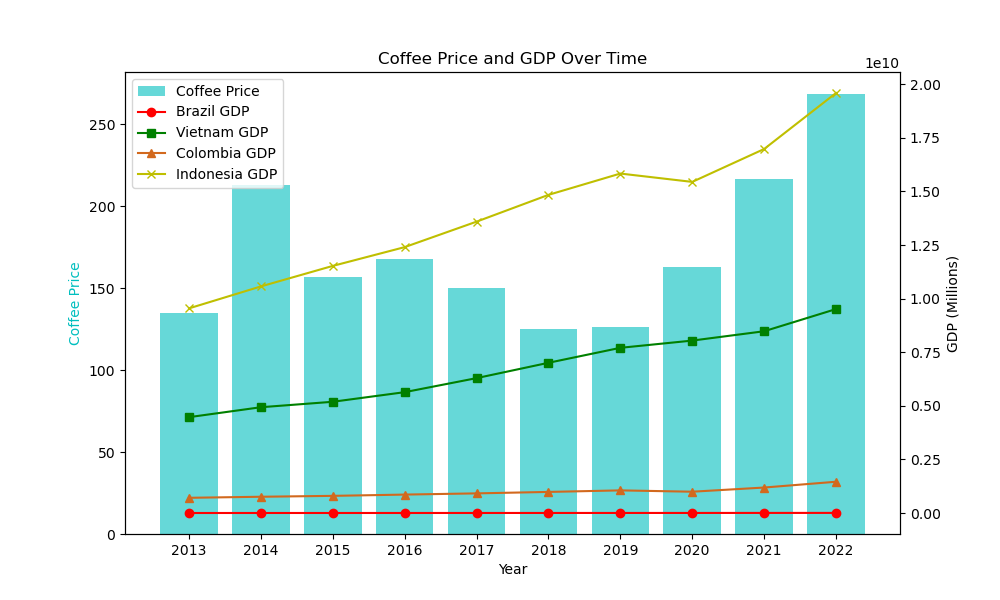 Coffee Price and GDP Over Time
1e10
Coffee Price
Brazil GDP
Vietnam GDP
Colombia GDP
Indonesia GDP
250
200
150
100
50
0
Coffee Price
2.00
1.75
1.50
1.25
1.00
0.75
0.50
0.25
0.00
GDP (Millions)
2013 2014 2015 2016 2017 2018 2019 2020 2021 2022
Year